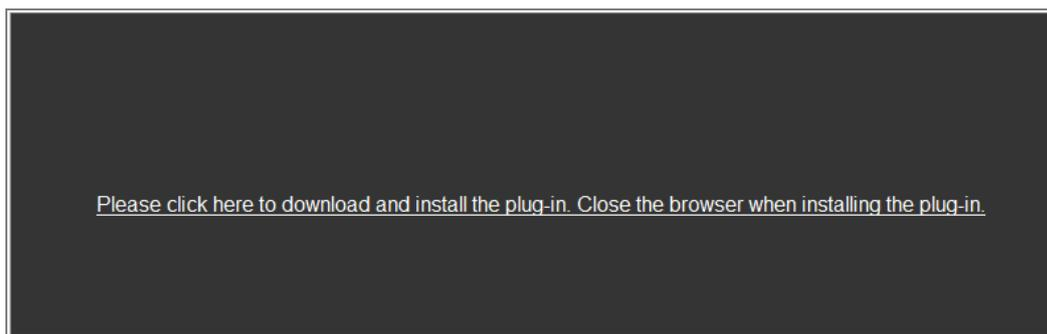 Please click here to download and install the plug-in. Close the browser when installing the plug-in.